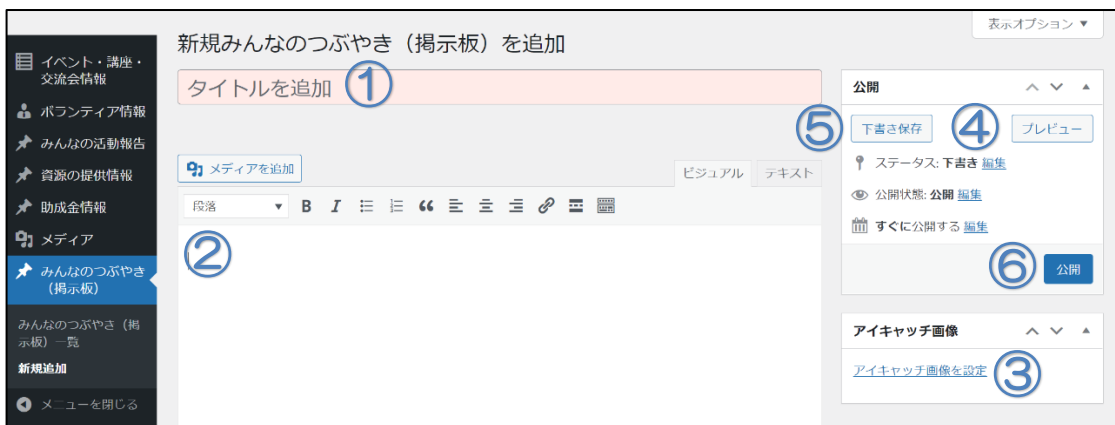 表示オプション ▼
新規みんなのつぶやき（掲示板）を追加
イベント・講座・
交流会情報
ボランティア情報
みんなの活動報告
資源の提供情報
助成金情報
メディア
みんなのつぶやき
（掲示板）
みんなのつぶやき（掲
示板）一覧
新規追加
メニューを閉じる
タイトルを追加 ①
メディアを追加
ビジュアル テキスト
段落 ▼ B I
②
公開
⑤ 下書き保存 ④ プレビュー
ステータス: 下書き 編集
公開状態: 公開 編集
すぐに公開する 編集
⑥ 公開
アイキャッチ画像
アイキャッチ画像を設定 ③